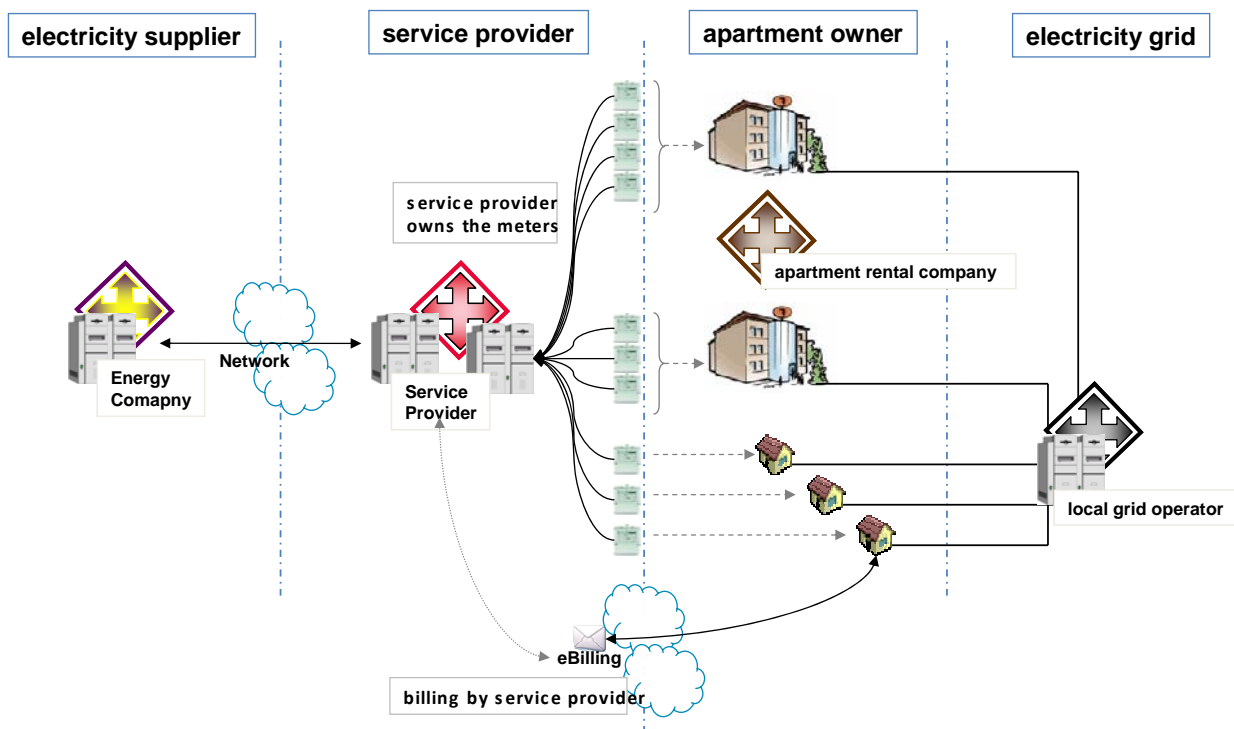 electricity supplier
service provider
apartment owner
electricity grid
service provider
owns the meters
apartment rental company
Network
Energy
Comapny
Service
Provider
local grid operator
eBilling
billing by service provider